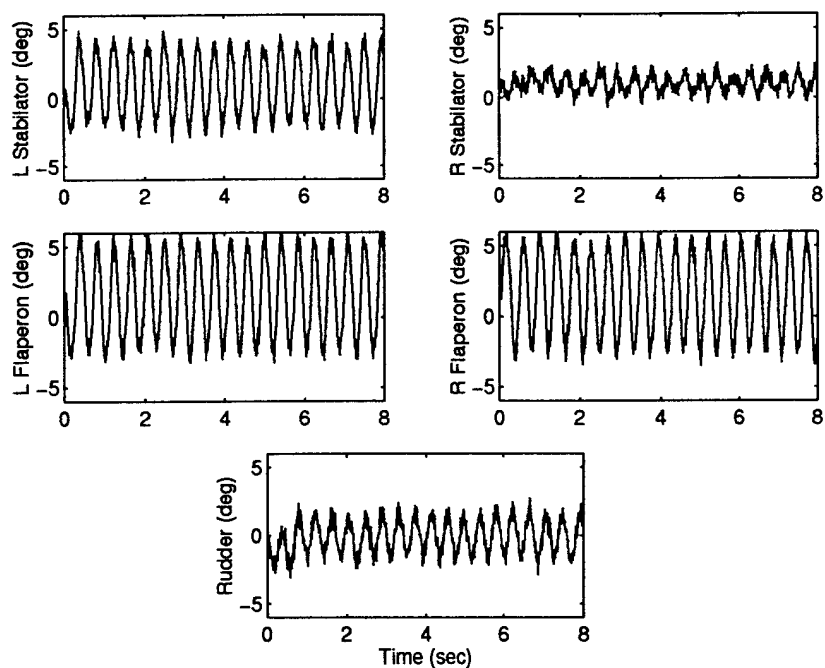 5
0
−5
L Stabilator (deg)
0 2 4 6 8
5
0
−5
R Stabilator (deg)
0 2 4 6 8
5
0
−5
L Flaperon (deg)
0 2 4 6 8
5
0
−5
R Flaperon (deg)
0 2 4 6 8
5
0
−5
Rudder (deg)
0 2 4 6 8
Time (sec)